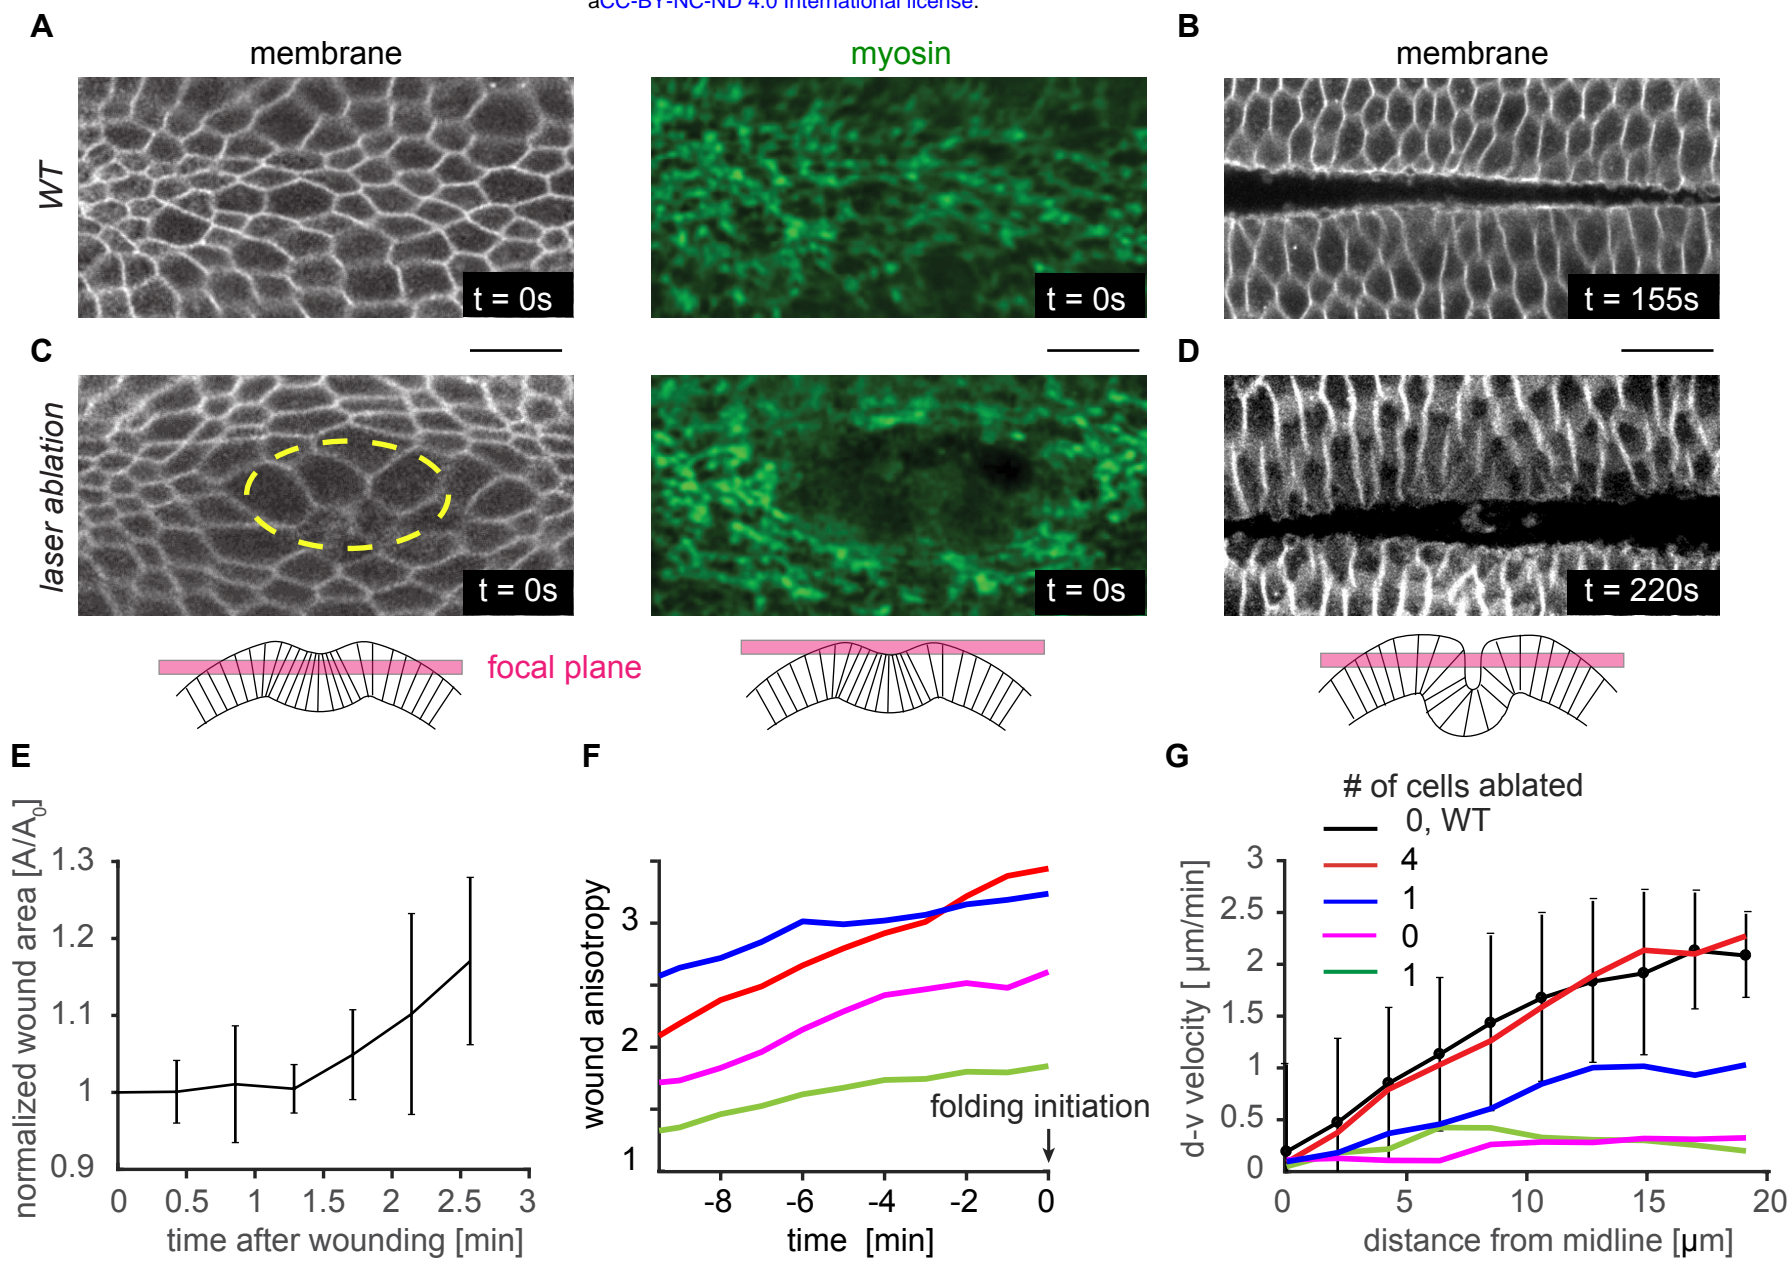 aCC-BY-NC-ND 4.0 International license.
A
B
membrane
myosin
membrane
WT
t = 0s
t = 0s
t = 155s
C
D
laser ablation
t = 0s
t = 0s
t = 220s
focal plane
E
F
G
normalized wound area [A/A0]
1.3
1.2
1.1
1
0.9
0
0.5
1
1.5
2
2.5
3
time after wounding [min]
wound anisotropy
3
2
1
folding initiation
-8
-6
-4
-2
0
time [min]
# of cells ablated
0, WT
4
1
0
1
d-v velocity [ µm/min]
3
2.5
2
1.5
1
0.5
0
0
5
10
15
20
distance from midline [µm]